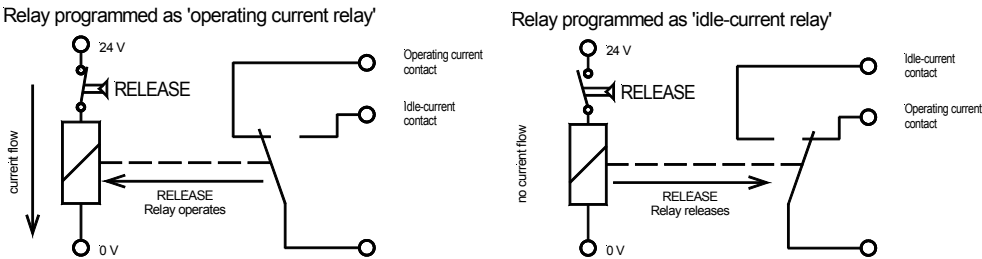 Relay programmed as 'operating current relay'
24 V
RELEASE
current flow
Operating current
contact
Idle-current
contact
RELEASE
Relay operates
0 V
Relay programmed as 'idle-current relay'
24 V
RELEASE
no current flow
Idle-current
contact
Operating current
contact
RELEASE
Relay releases
0 V